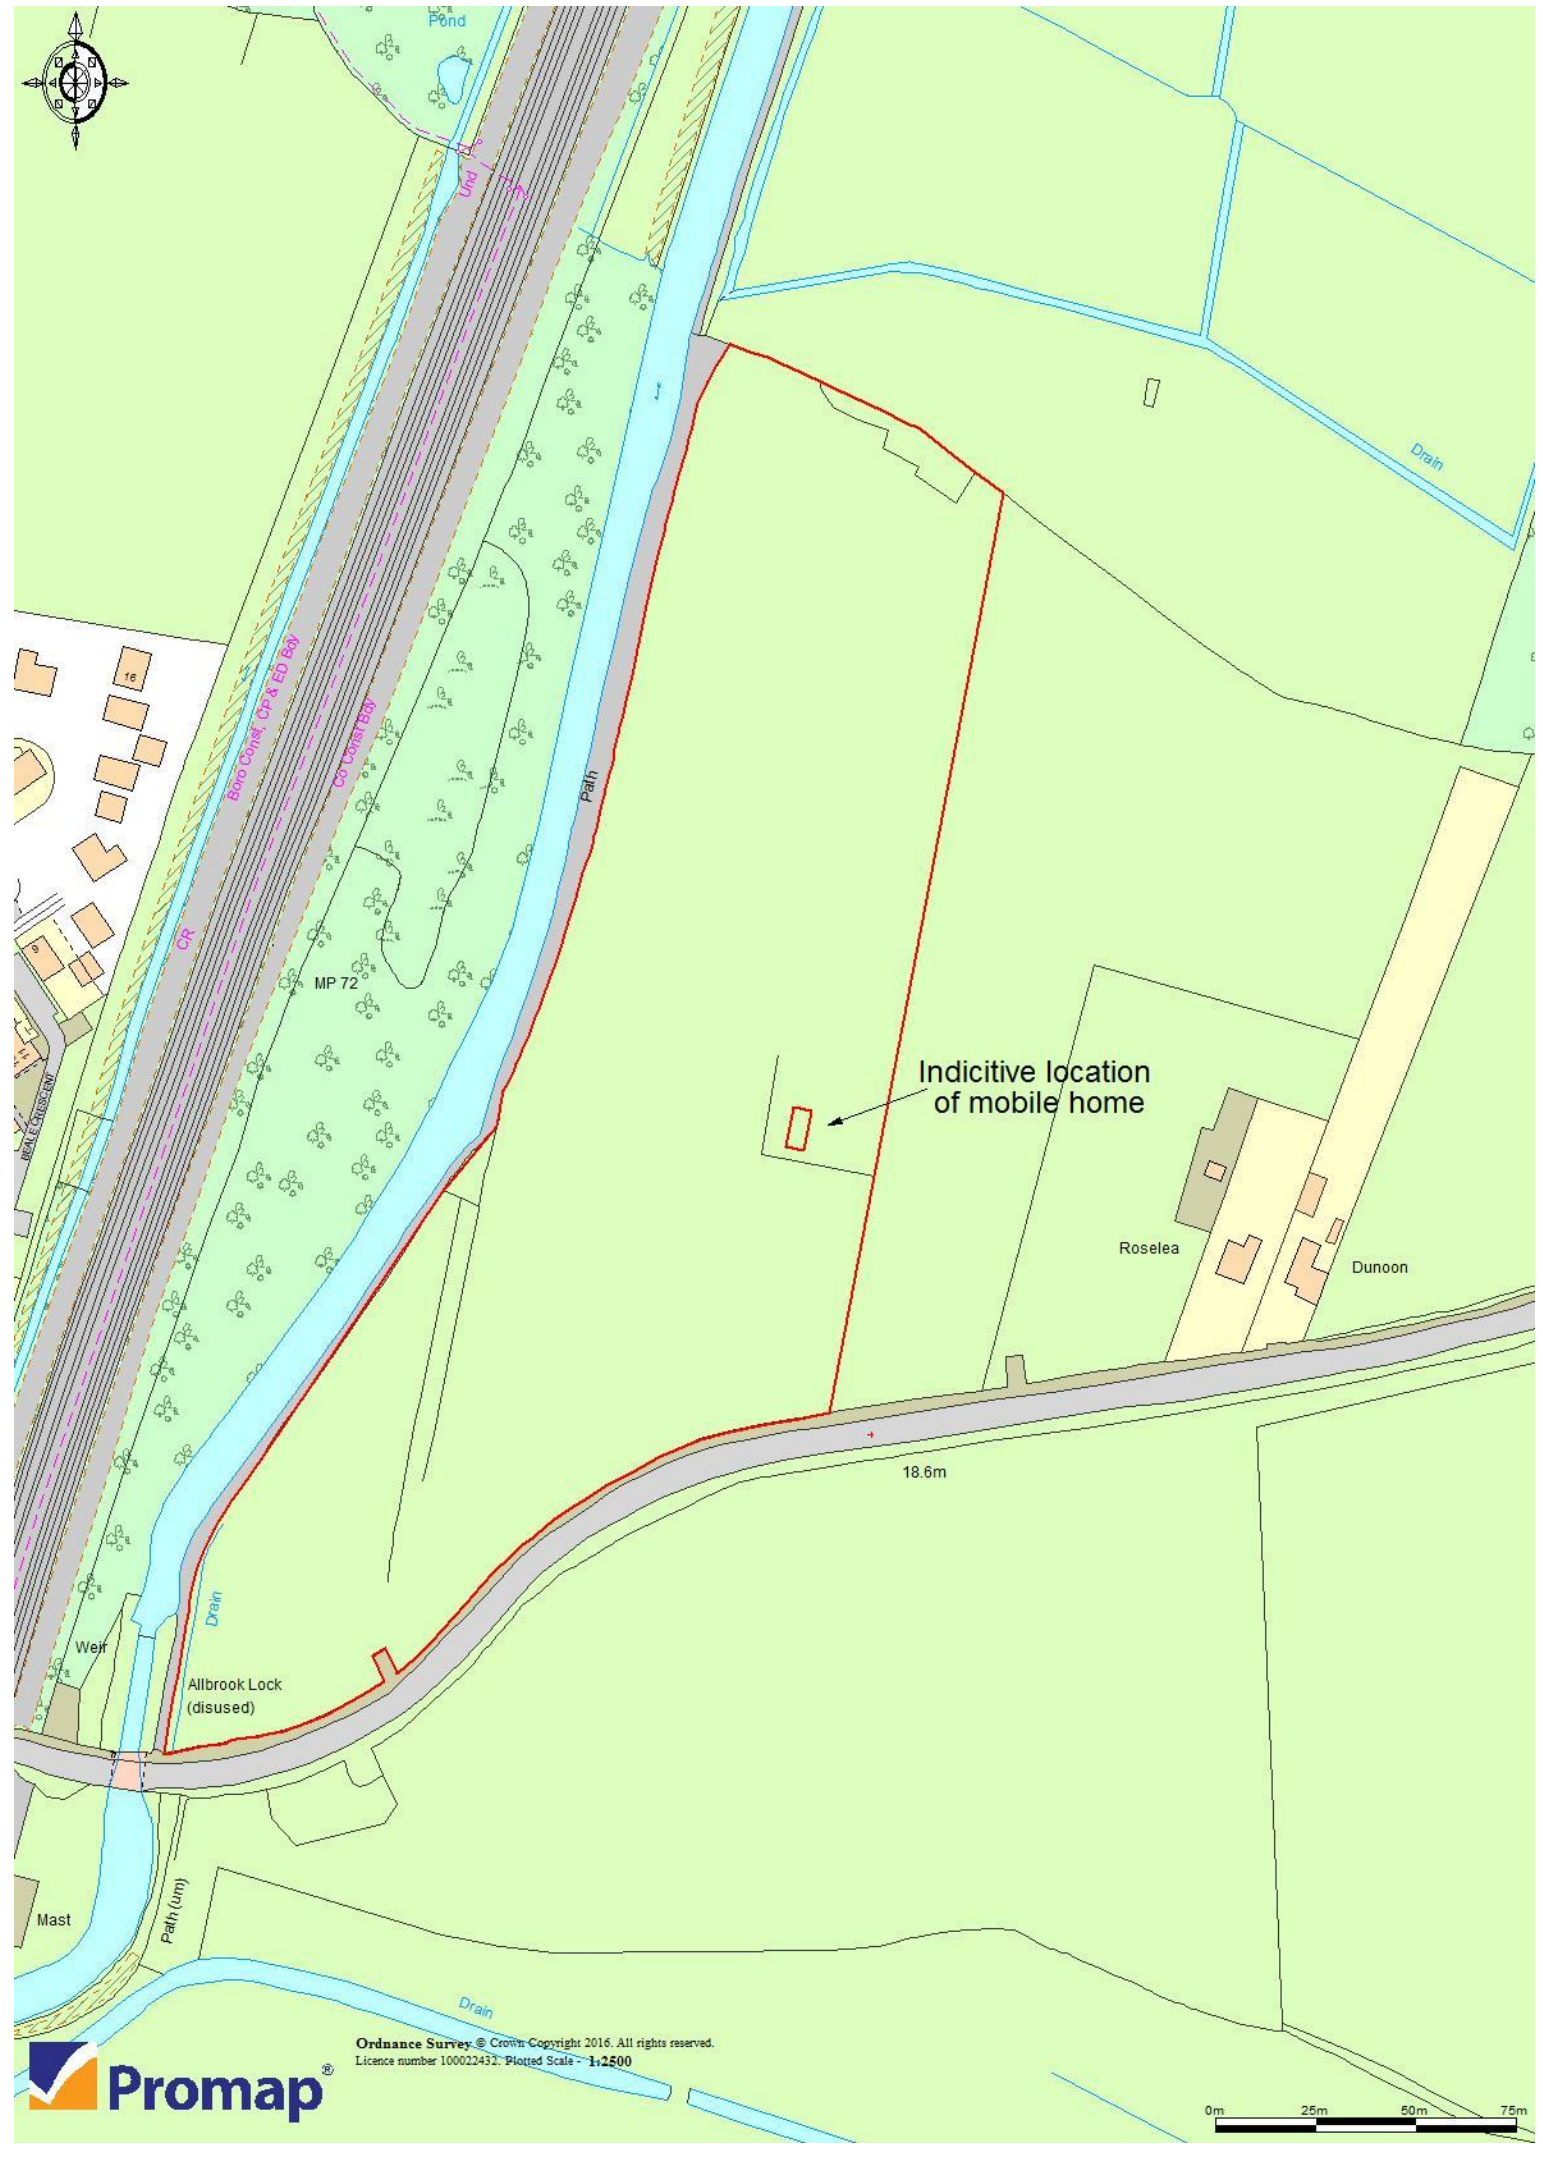 Pond
Und
Drain
16
Boro Const, CP & ED Bdy
Co Const Bdy
Path
CR
9
MP 72
BEALE CRESCENT
Indicitive location
of mobile home
Roselea
Dunoon
18.6m
Drain
Weir
Allbrook Lock
(disused)
Mast
Path (um)
Drain
Ordnance Survey © Crown Copyright 2016. All rights reserved.
Licence number 100022432. Plotted Scale - 1:2500
Promap®
0m 25m 50m 75m